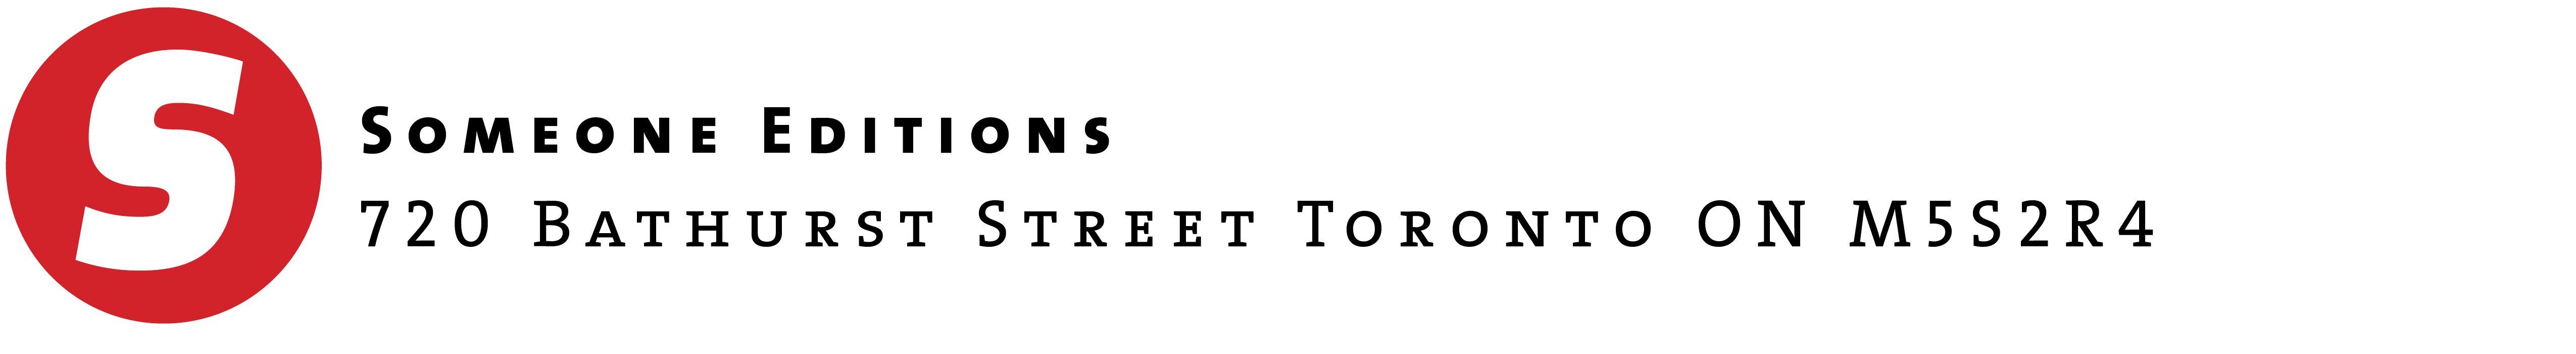 S
Someone Editions
720 Bathurst Street Toronto ON M5S2R4